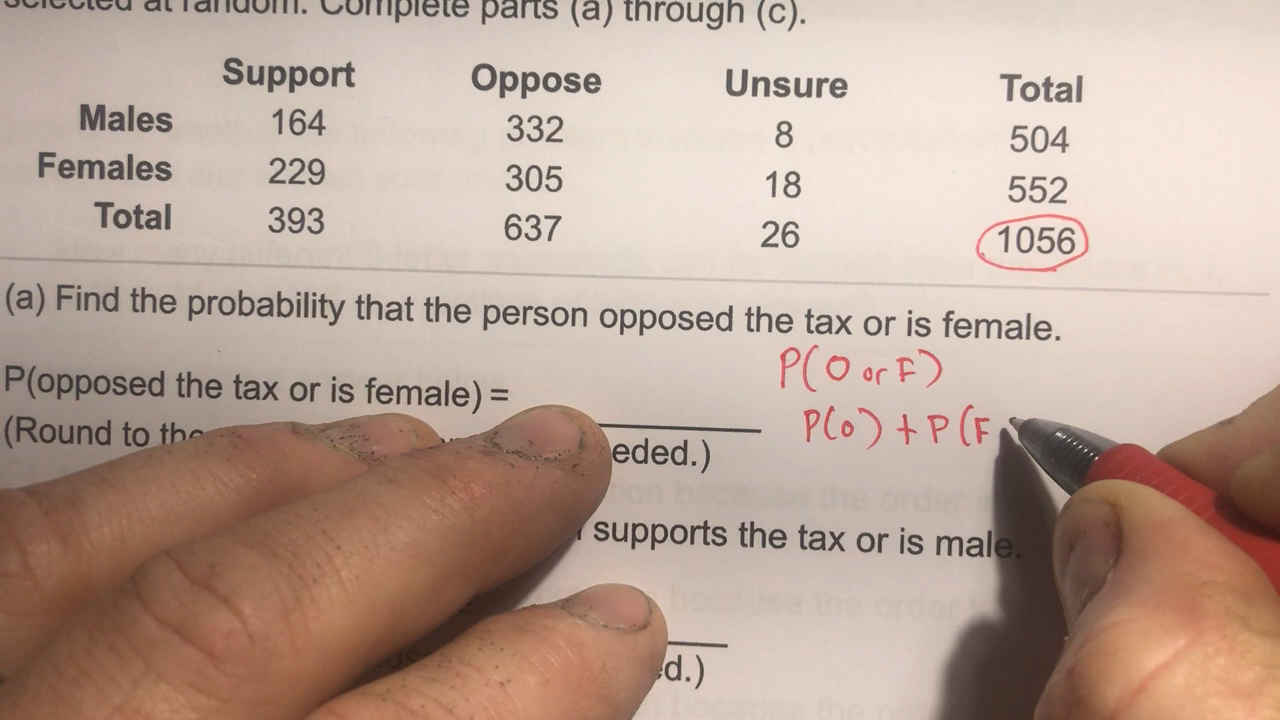 selected at random. Complete parts (a) through (c).
Support Oppose Unsure Total
Males 164 332 8 504
Females 229 305 18 552
Total 393 637 26 1056
(a) Find the probability that the person opposed the tax or is female.
P(O or F)
P(opposed the tax or is female) =
P(O) + P(F
(Round to the eded.)
supports the tax or is male.
d.)